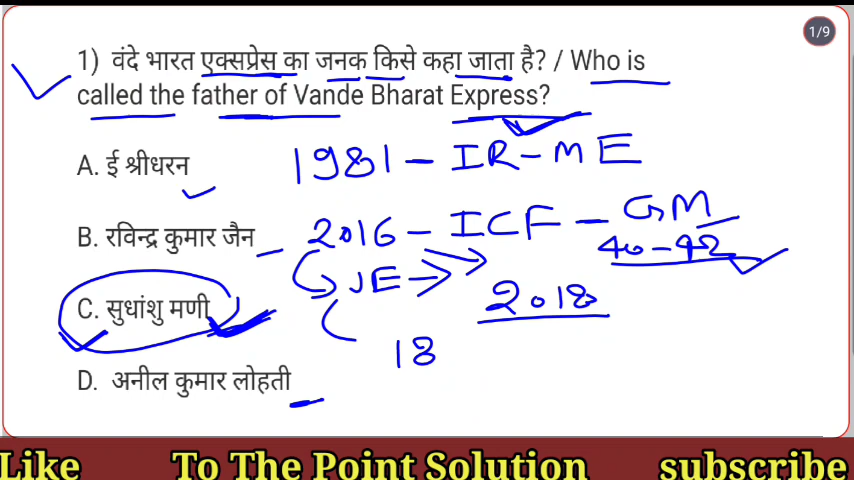 1/9
1) वंदे भारत एक्सप्रेस का जनक किसे कहा जाता है? / Who is
called the father of Vande Bharat Express?
A. ई श्रीधरन
1981 - IR - ME
B. रविन्द्र कुमार जैन
2016 - ICF - GM
40-42
JE
C. सुधांशु मणी
2018
18
D. अनील कुमार लोहती
Like To The Point Solution subscribe